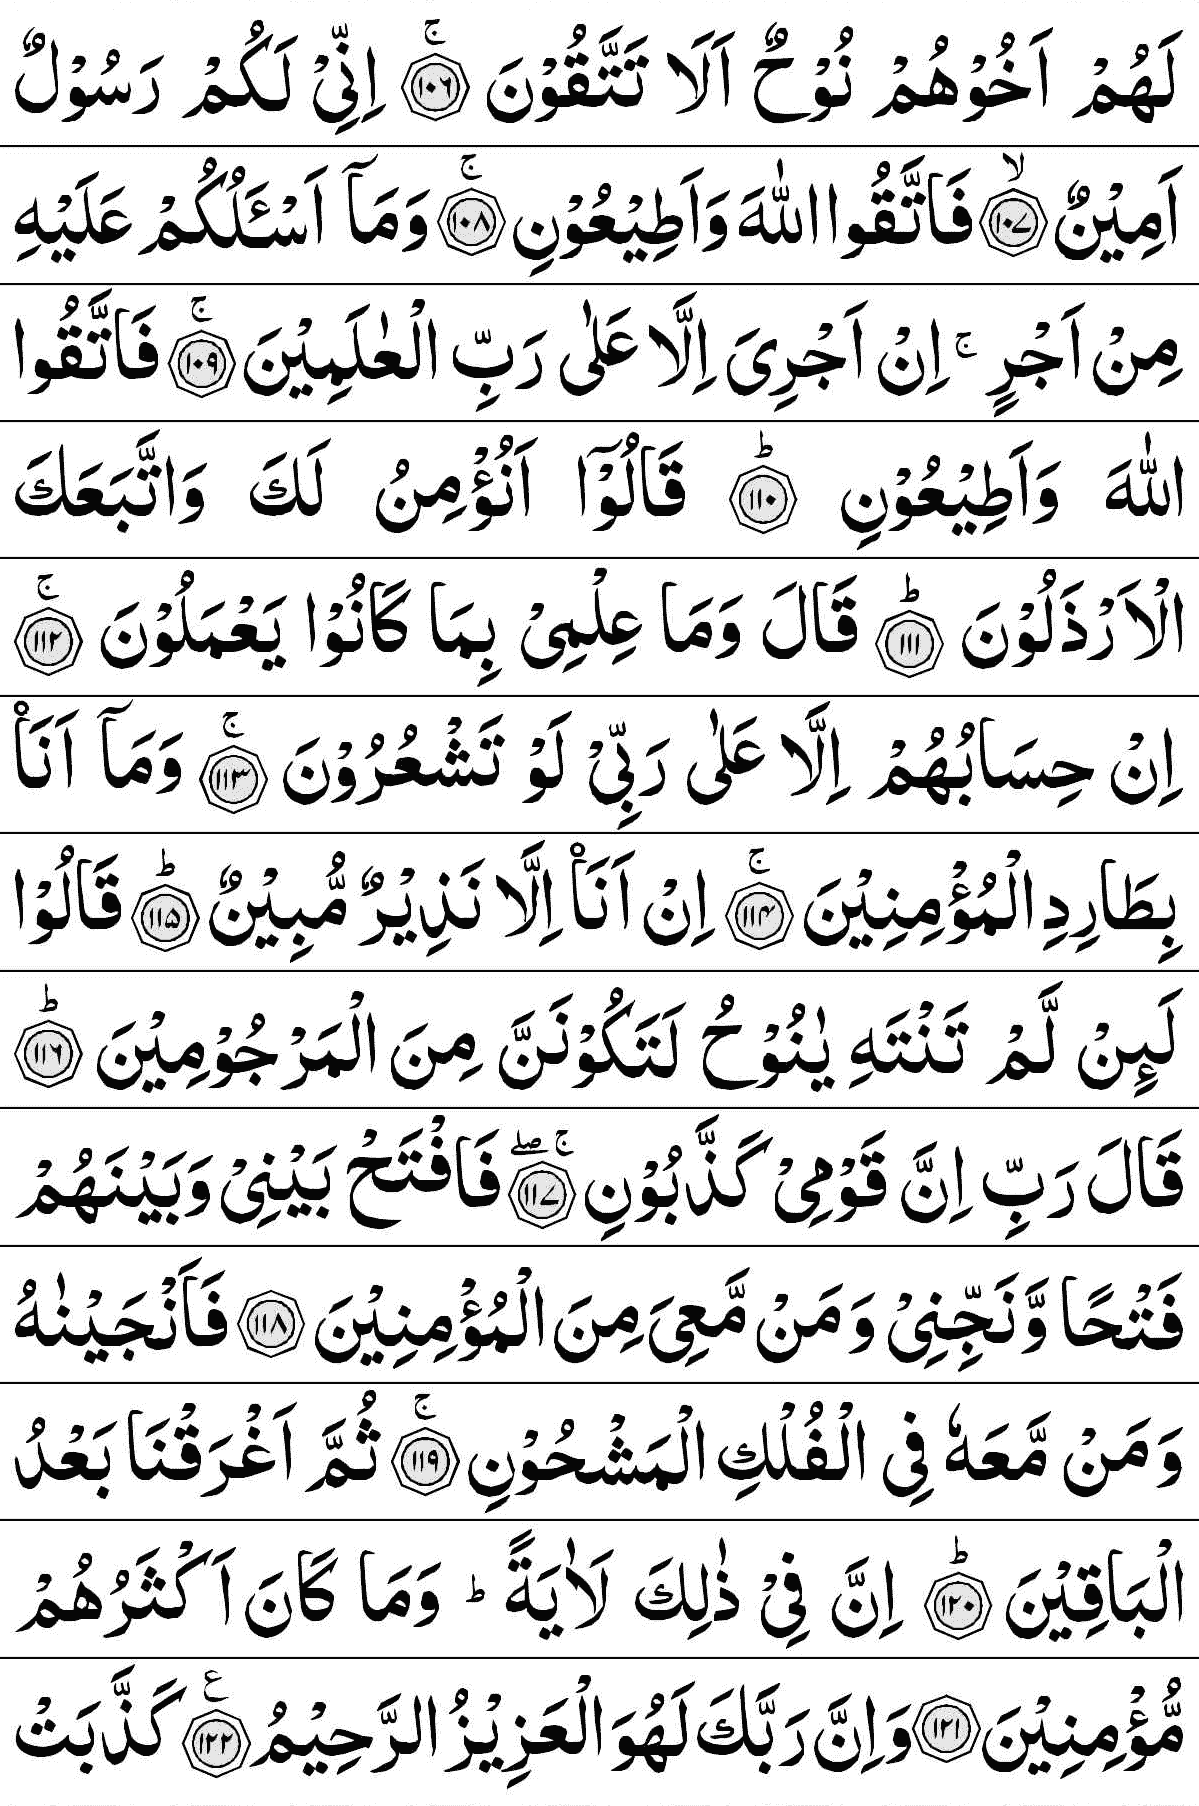 لَهُمْ اَخُوْهُمْ نُوْحٌ اَلَا تَتَّقُوْنَ ۚ‏﴿۱۰۶﴾ اِنِّىْ لَكُمْ رَسُوْلٌ
اَمِيْنٌ ۙ‏﴿۱۰۷﴾ فَاتَّقُوا اللّٰهَ وَاَطِيْعُوْنِ‌ۚ‏﴿۱۰۸﴾ وَمَاۤ اَسْـَٔـلُكُمْ عَلَيْهِ
مِنْ اَجْرٍ‌ۚ اِنْ اَجْرِىَ اِلَّا عَلٰى رَبِّ الْعٰلَمِيْنَ‌ۚ‏﴿۱۰۹﴾ فَاتَّقُوا
اللّٰهَ وَاَطِيْعُوْنِؕ‏﴿۱۱۰﴾ قَالُوْۤا اَنُؤْمِنُ لَكَ وَاتَّبَعَكَ
الْاَرْذَلُوْنَؕ‏﴿۱۱۱﴾ قَالَ وَمَا عِلْمِىْ بِمَا كَانُوْا يَعْمَلُوْنَ‌ۚ‏﴿۱۱۲﴾
اِنْ حِسَابُهُمْ اِلَّا عَلٰى رَبِّىْ لَوْ تَشْعُرُوْنَ‌ۚ‏﴿۱۱۳﴾ وَمَاۤ اَنَا۟
بِطَارِدِ الْمُؤْمِنِيْنَ‌ۚ‏﴿۱۱۴﴾ اِنْ اَنَا۟ اِلَّا نَذِيْرٌ مُّبِيْنٌؕ‏﴿۱۱۵﴾ قَالُوْا
لَٮِٕنْ لَّمْ تَنْتَهِ يٰنُوْحُ لَتَكُوْنَنَّ مِنَ الْمَرْجُوْمِيْنَؕ‏﴿۱۱۶﴾
قَالَ رَبِّ اِنَّ قَوْمِىْ كَذَّبُوْنِ‌ۚ‌ۖ‏﴿۱۱۷﴾ فَافْتَحْ بَيْنِىْ وَبَيْنَهُمْ
فَتْحًا وَّنَجِّنِىْ وَمَنْ مَّعِىَ مِنَ الْمُؤْمِنِيْنَ‏﴿۱۱۸﴾ فَاَنْجَيْنٰهُ
وَمَنْ مَّعَهٗ فِى الْفُلْكِ الْمَشْحُوْنِ‌ۚ‏﴿۱۱۹﴾ ثُمَّ اَغْرَقْنَا بَعْدُ
الْبَاقِيْنَؕ‏﴿۱۲۰﴾ اِنَّ فِىْ ذٰلِكَ لَاٰيَةً‌ ؕ وَمَا كَانَ اَكْثَرُهُمْ
مُّؤْمِنِيْنَ‏﴿۱۲۱﴾ وَاِنَّ رَبَّكَ لَهُوَ الْعَزِيْزُ الرَّحِيْمُ ع‏﴿۱۲۲﴾ كَذَّبَتْ